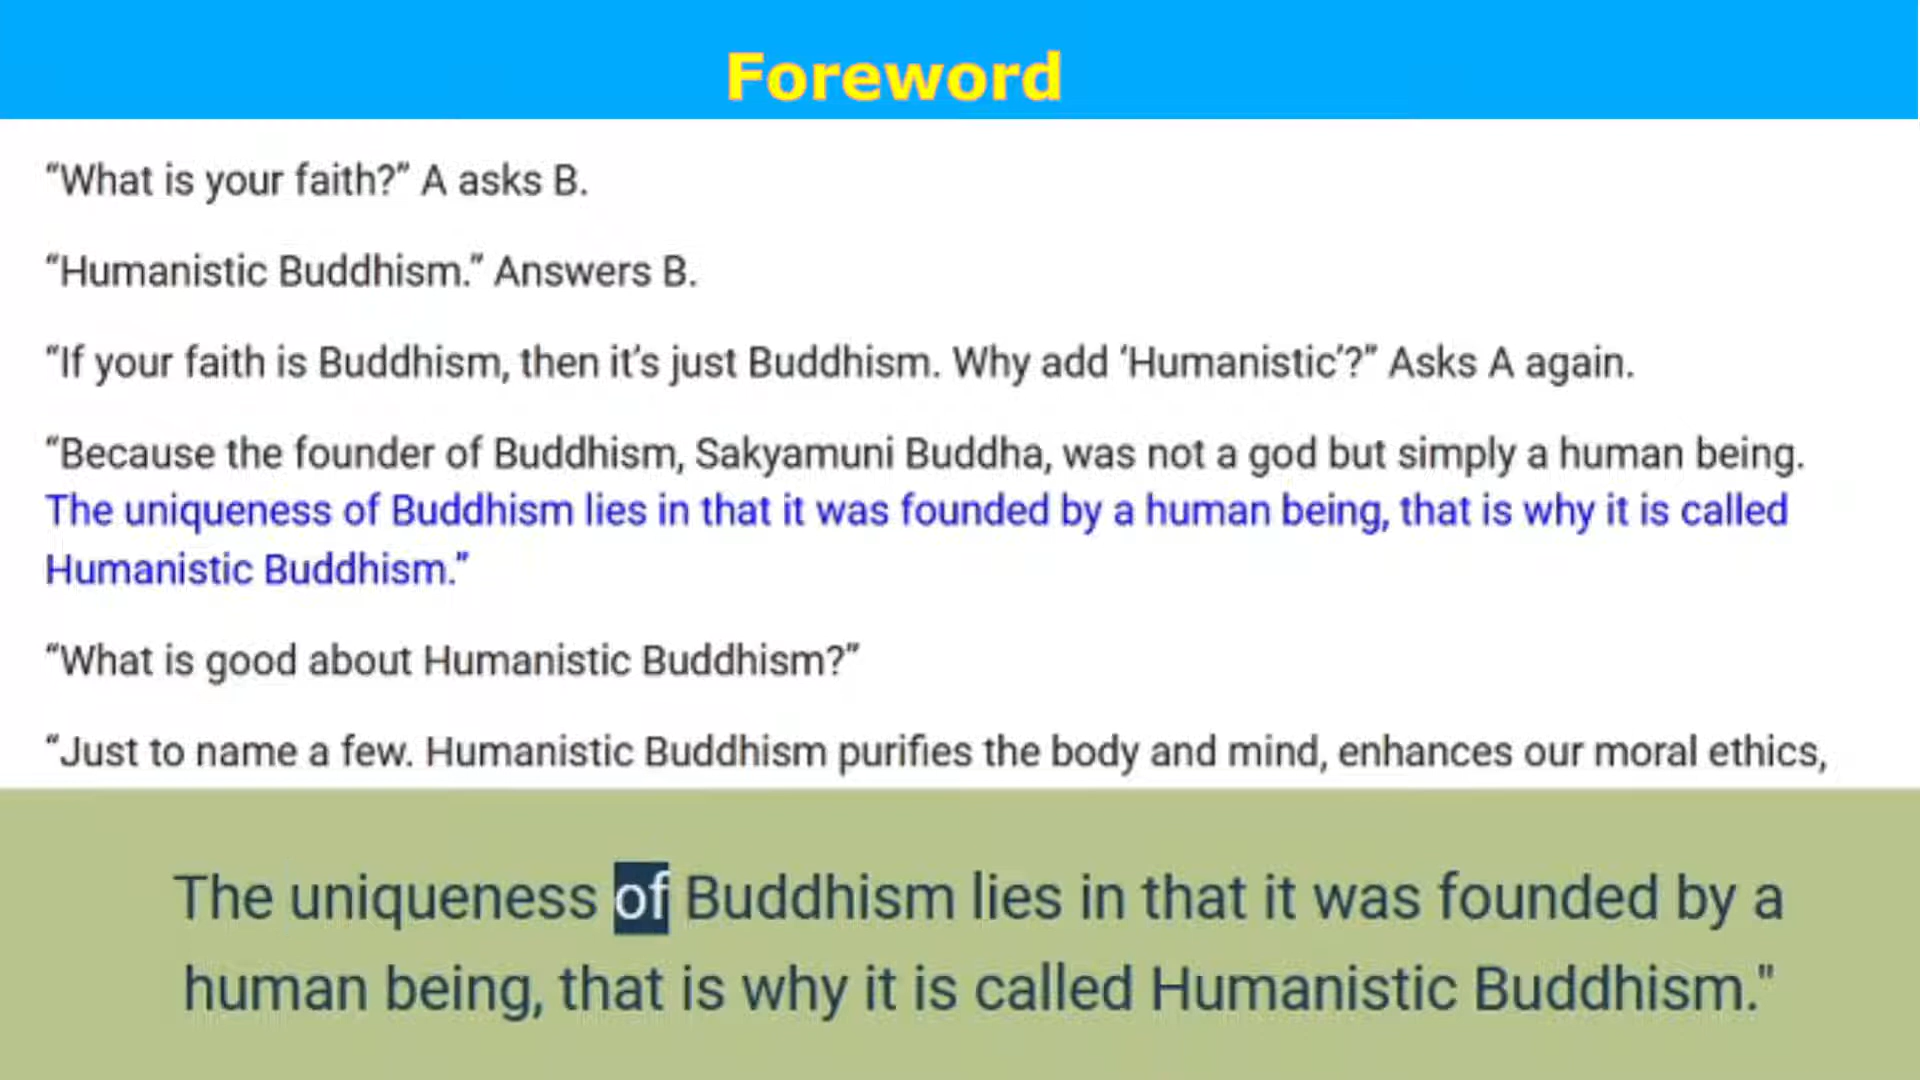 Foreword
“What is your faith?” A asks B.
“Humanistic Buddhism.” Answers B.
“If your faith is Buddhism, then it’s just Buddhism. Why add ‘Humanistic’?” Asks A again.
“Because the founder of Buddhism, Sakyamuni Buddha, was not a god but simply a human being.
The uniqueness of Buddhism lies in that it was founded by a human being, that is why it is called
Humanistic Buddhism.”
“What is good about Humanistic Buddhism?”
“Just to name a few. Humanistic Buddhism purifies the body and mind, enhances our moral ethics,
The uniqueness of Buddhism lies in that it was founded by a
human being, that is why it is called Humanistic Buddhism."